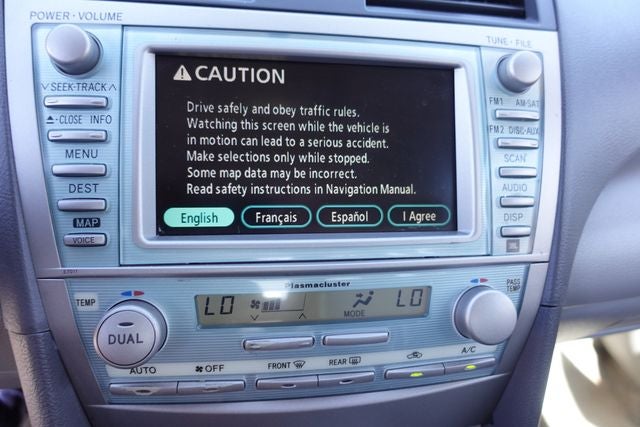 POWER·VOLUME
TUNE·FILE
∨SEEK·TRACK∧
⏏·CLOSE INFO
MENU
DEST
MAP
VOICE
⚠CAUTION
Drive safely and obey traffic rules.
Watching this screen while the vehicle is
in motion can lead to a serious accident.
Make selections only while stopped.
Some map data may be incorrect.
Read safety instructions in Navigation Manual.
English Français Español I Agree
FM1 AM·SAT
FM2 DISC·AUX
SCAN
AUDIO
DISP
JBL
Plasmacluster
TEMP
PASS
TEMP
LO
LO
∨ ∧ MODE
DUAL
AUTO OFF FRONT REAR A/C